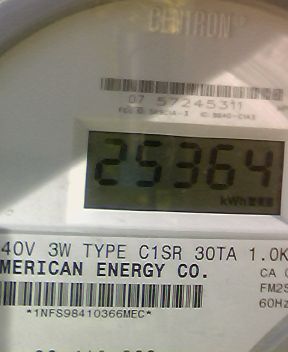 CENTRON
07 57245311
25364
kWh
40V 3W TYPE C1SR 30TA 1.0K
MERICAN ENERGY CO.
CA
FM2S
60Hz
*1NFS98410366MEC*